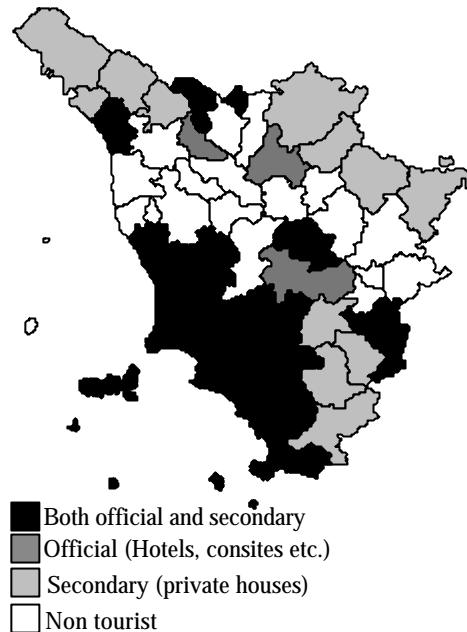 Both official and secondary
Official (Hotels, consites etc.)
Secondary (private houses)
Non tourist